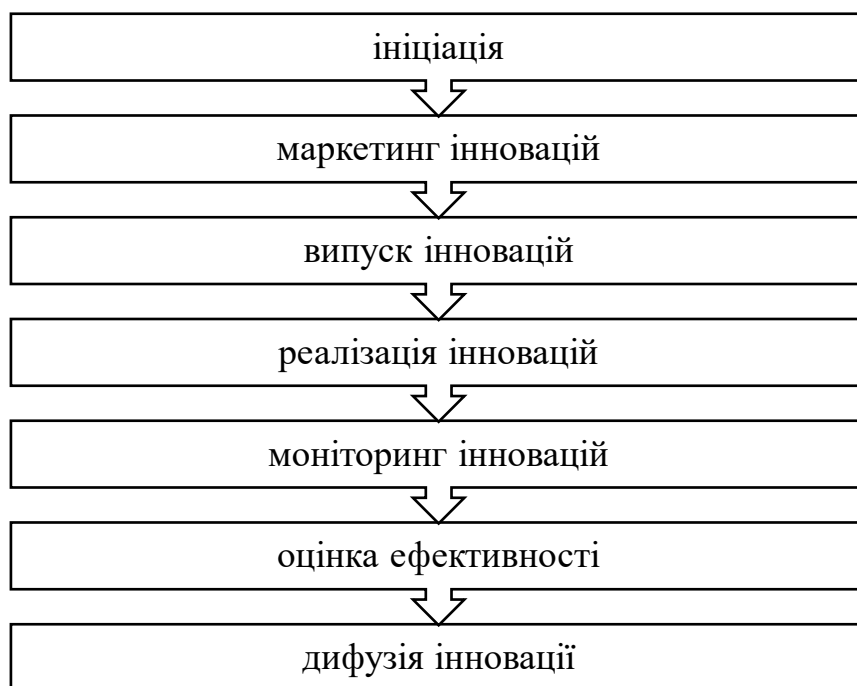 ініціація
маркетинг інновацій
випуск інновацій
реалізація інновацій
моніторинг інновацій
оцінка ефективності
дифузія інновації